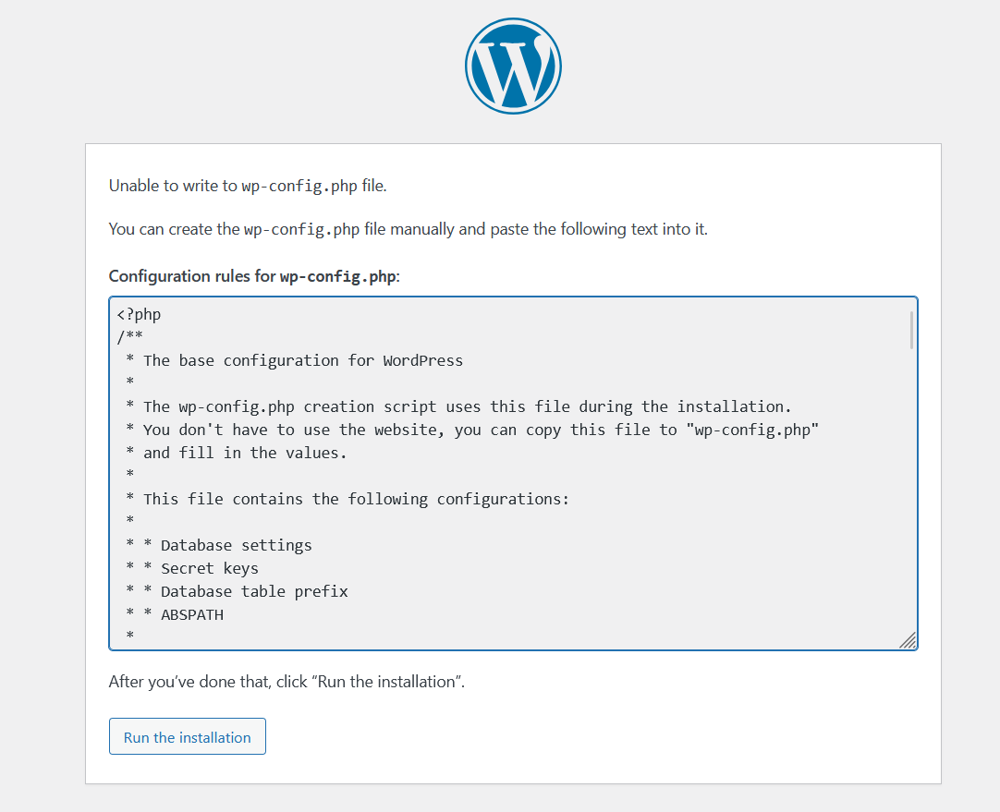 Unable to write to wp-config.php file.
You can create the wp-config.php file manually and paste the following text into it.
Configuration rules for wp-config.php:
<?php
/**
 * The base configuration for WordPress
 *
 * The wp-config.php creation script uses this file during the installation.
 * You don't have to use the website, you can copy this file to "wp-config.php"
 * and fill in the values.
 *
 * This file contains the following configurations:
 *
 * * Database settings
 * * Secret keys
 * * Database table prefix
 * * ABSPATH
 *
After you’ve done that, click “Run the installation”.
Run the installation